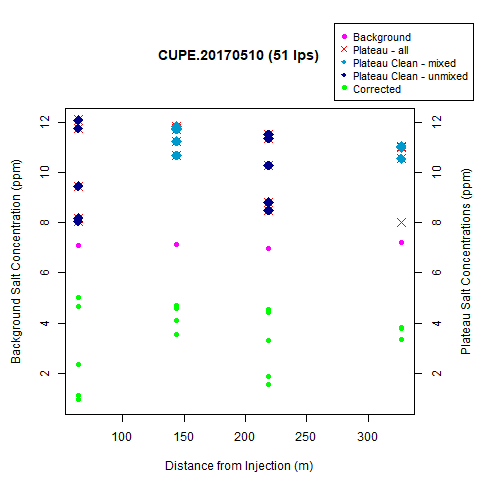 CUPE.20170510 (51 lps)
Background
Plateau - all
Plateau Clean - mixed
Plateau Clean - unmixed
Corrected
Background Salt Concentration (ppm)
12
10
8
6
4
2
12
10
8
6
4
2
Plateau Salt Concentrations (ppm)
100 150 200 250 300
Distance from Injection (m)